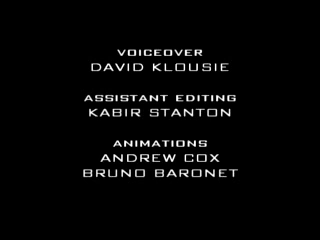 VOICEOVER
DAVID KLOUSIE
ASSISTANT EDITING
KABIR STANTON
ANIMATIONS
ANDREW COX
BRUNO BARONET